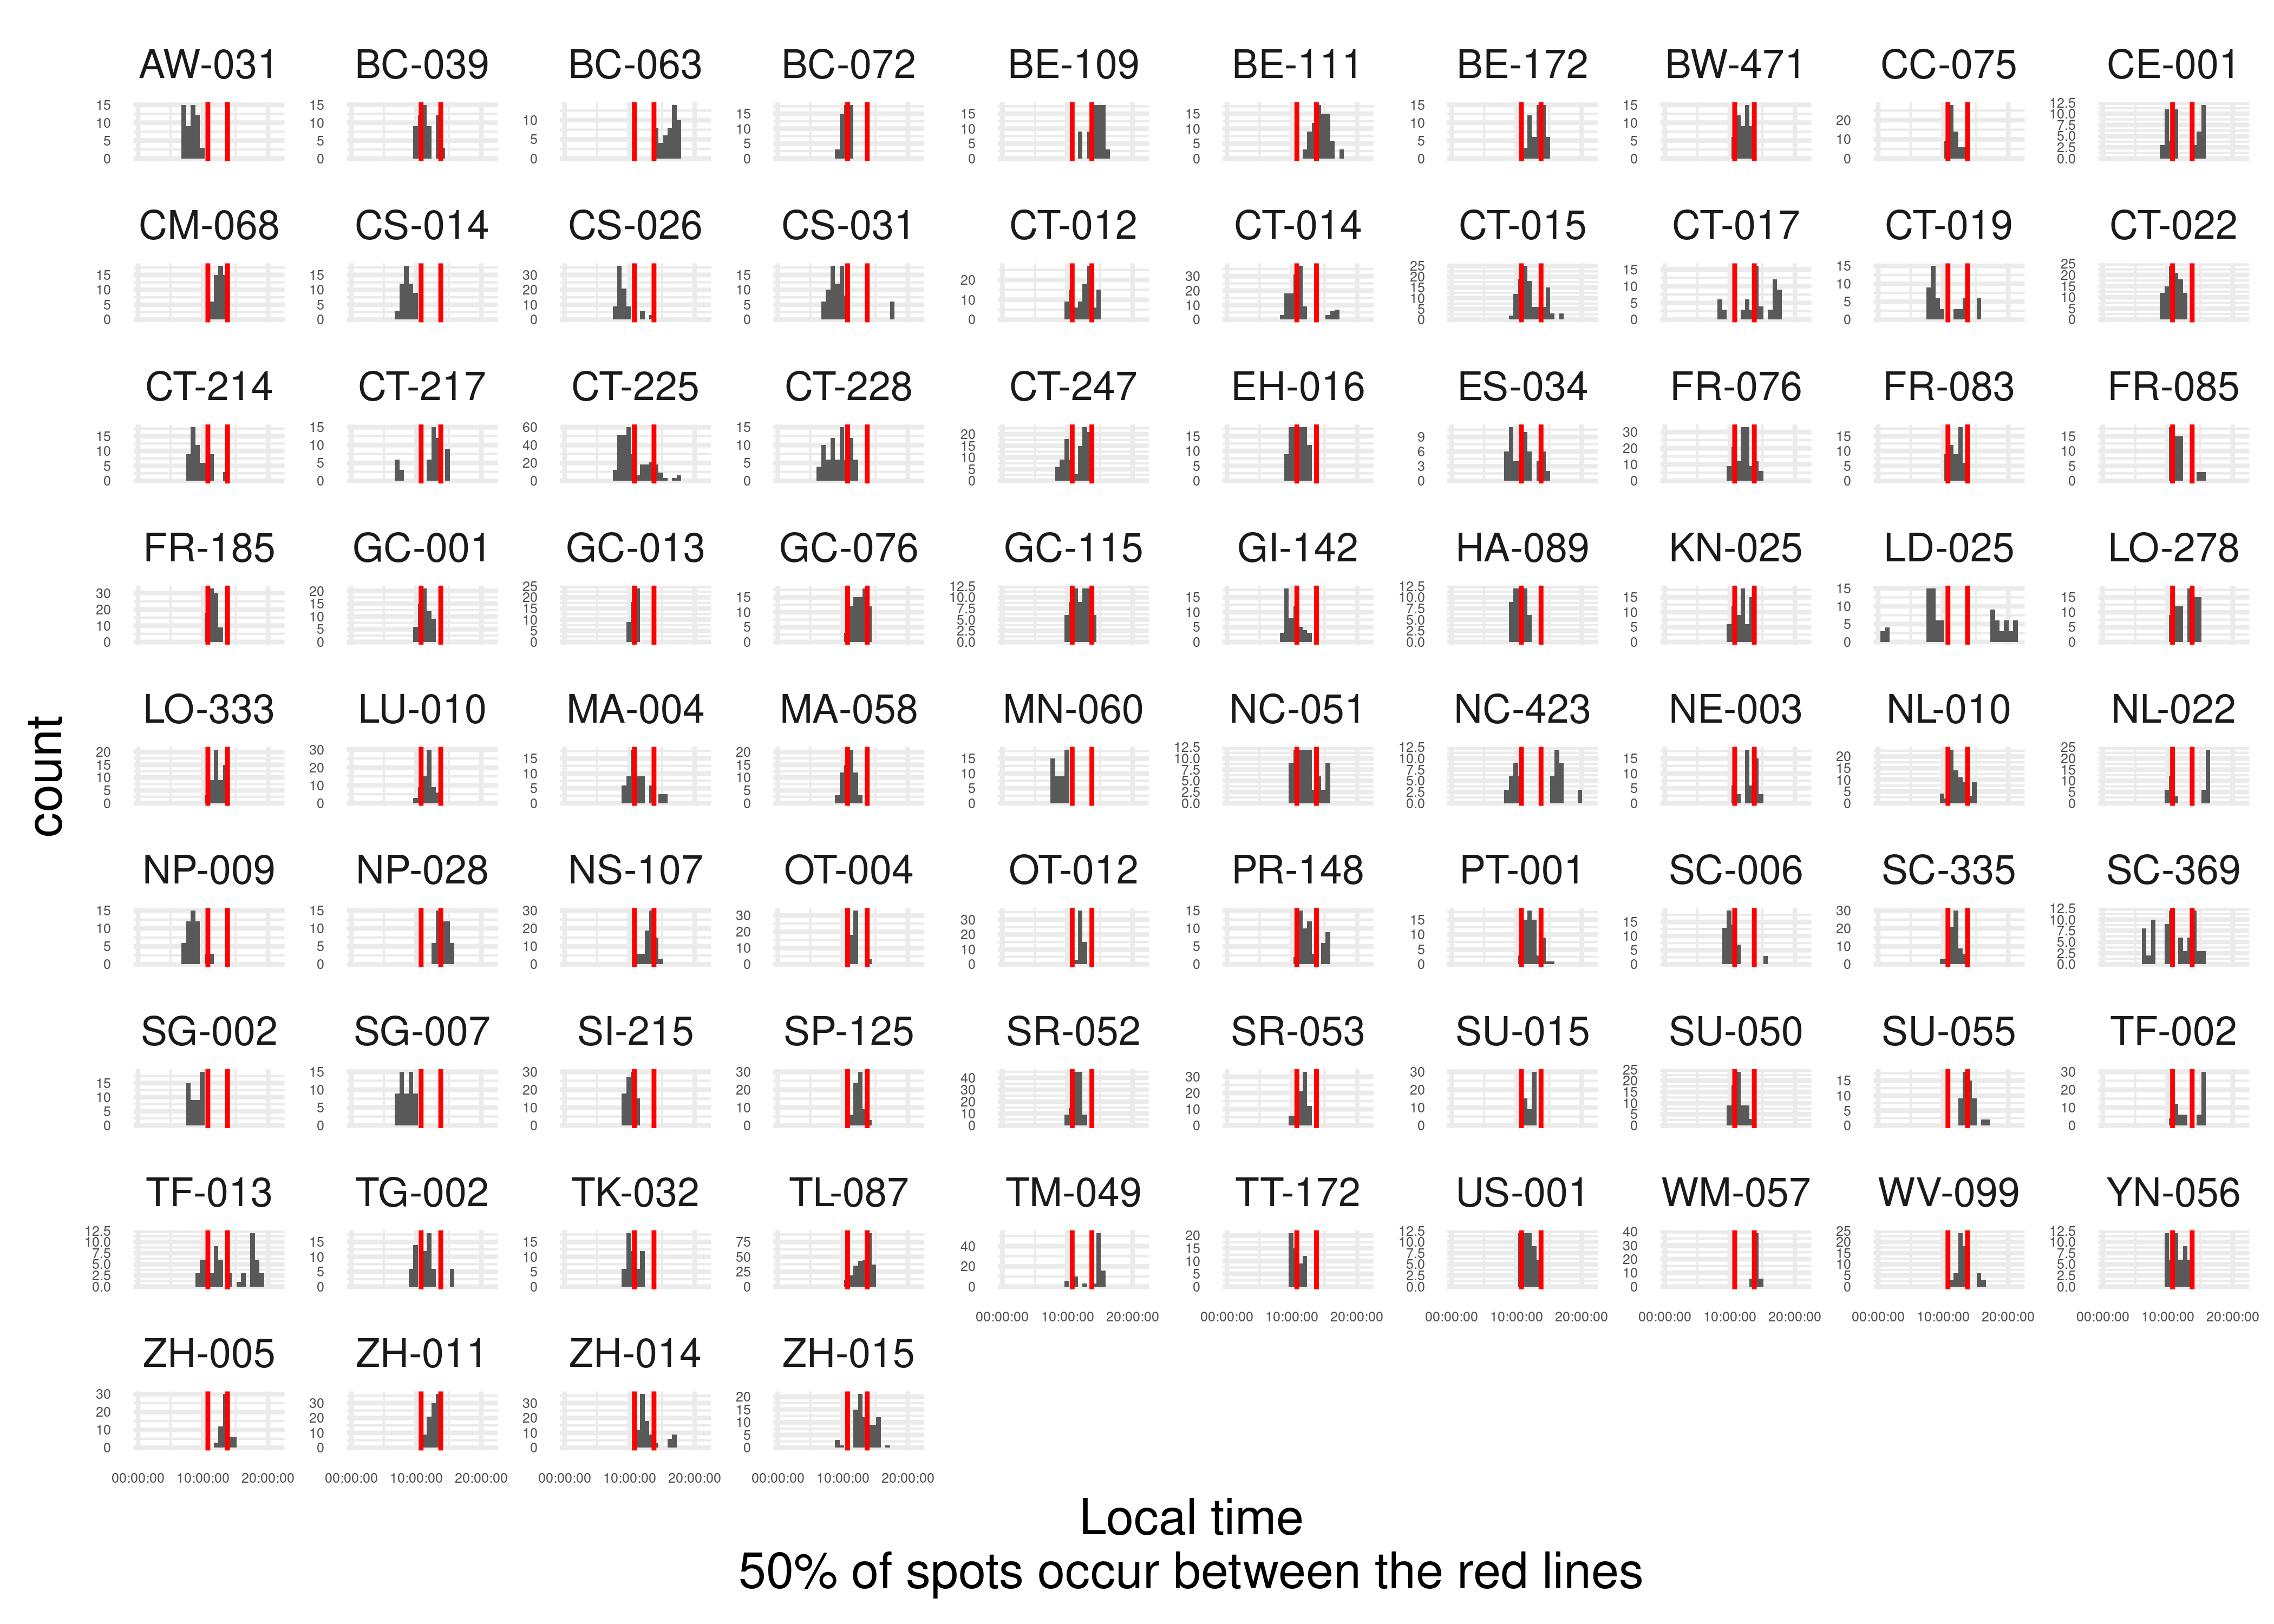 AW-031 BC-039 BC-063 BC-072 BE-109 BE-111 BE-172 BW-471 CC-075 CE-001
15 10 5 0
15 10 5 0
10 5 0
15 10 5 0
15 10 5 0
15 10 5 0
15 10 5 0
15 10 5 0
20 10 0
12.5 10.0 7.5 5.0 2.5 0.0
CM-068 CS-014 CS-026 CS-031 CT-012 CT-014 CT-015 CT-017 CT-019 CT-022
15 10 5 0
15 10 5 0
30 20 10 0
15 10 5 0
20 10 0
30 20 10 0
25 20 15 10 5 0
15 10 5 0
15 10 5 0
25 20 15 10 5 0
CT-214 CT-217 CT-225 CT-228 CT-247 EH-016 ES-034 FR-076 FR-083 FR-085
15 10 5 0
15 10 5 0
60 40 20 0
15 10 5 0
20 15 10 5 0
15 10 5 0
9 6 3 0
30 20 10 0
15 10 5 0
15 10 5 0
FR-185 GC-001 GC-013 GC-076 GC-115 GI-142 HA-089 KN-025 LD-025 LO-278
30 20 10 0
20 15 10 5 0
25 20 15 10 5 0
15 10 5 0
12.5 10.0 7.5 5.0 2.5 0.0
15 10 5 0
12.5 10.0 7.5 5.0 2.5 0.0
15 10 5 0
15 10 5 0
15 10 5 0
count
LO-333 LU-010 MA-004 MA-058 MN-060 NC-051 NC-423 NE-003 NL-010 NL-022
20 15 10 5 0
30 20 10 0
15 10 5 0
20 15 10 5 0
15 10 5 0
12.5 10.0 7.5 5.0 2.5 0.0
12.5 10.0 7.5 5.0 2.5 0.0
15 10 5 0
20 15 10 5 0
25 20 15 10 5 0
NP-009 NP-028 NS-107 OT-004 OT-012 PR-148 PT-001 SC-006 SC-335 SC-369
15 10 5 0
15 10 5 0
30 20 10 0
30 20 10 0
30 20 10 0
15 10 5 0
15 10 5 0
15 10 5 0
30 20 10 0
12.5 10.0 7.5 5.0 2.5 0.0
SG-002 SG-007 SI-215 SP-125 SR-052 SR-053 SU-015 SU-050 SU-055 TF-002
15 10 5 0
15 10 5 0
30 20 10 0
30 20 10 0
40 30 20 10 0
30 20 10 0
30 20 10 0
25 20 15 10 5 0
15 10 5 0
30 20 10 0
TF-013 TG-002 TK-032 TL-087 TM-049 TT-172 US-001 WM-057 WV-099 YN-056
12.5 10.0 7.5 5.0 2.5 0.0
15 10 5 0
15 10 5 0
75 50 25 0
40 20 0
20 15 10 5 0
12.5 10.0 7.5 5.0 2.5 0.0
40 30 20 10 0
25 20 15 10 5 0
12.5 10.0 7.5 5.0 2.5 0.0
00:00:00 10:00:00 20:00:00 00:00:00 10:00:00 20:00:00 00:00:00 10:00:00 20:00:00 00:00:00 10:00:00 20:00:00 00:00:00 10:00:00 20:00:00 00:00:00 10:00:00 20:00:00
ZH-005 ZH-011 ZH-014 ZH-015
30 20 10 0
30 20 10 0
30 20 10 0
20 15 10 5 0
00:00:00 10:00:00 20:00:00 00:00:00 10:00:00 20:00:00 00:00:00 10:00:00 20:00:00 00:00:00 10:00:00 20:00:00
Local time
50% of spots occur between the red lines